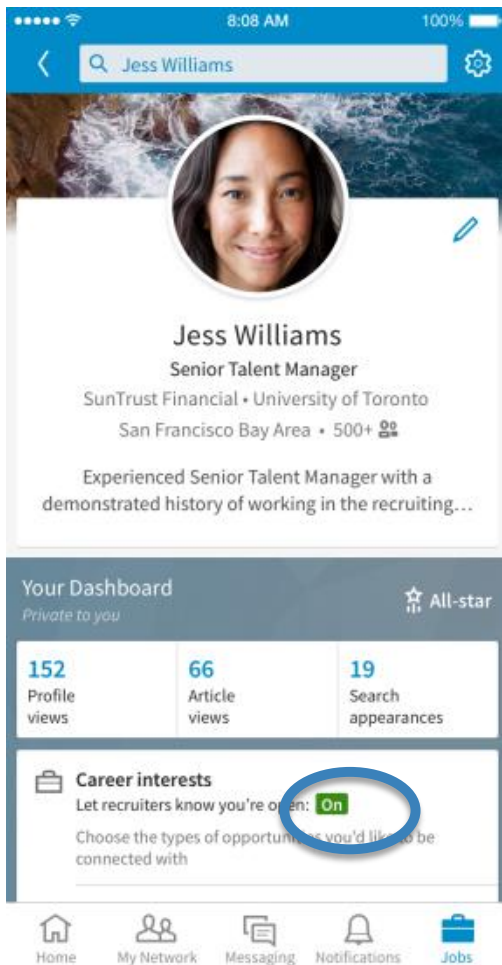 8:08 AM
100%
Jess Williams
Jess Williams
Senior Talent Manager
SunTrust Financial • University of Toronto
San Francisco Bay Area • 500+
Experienced Senior Talent Manager with a
demonstrated history of working in the recruiting...
Your Dashboard
Private to you
All-star
152
Profile
views
66
Article
views
19
Search
appearances
Career interests
Let recruiters know you're open: On
Choose the types of opportunities you'd like to be
connected with
Home
My Network
Messaging
Notifications
Jobs